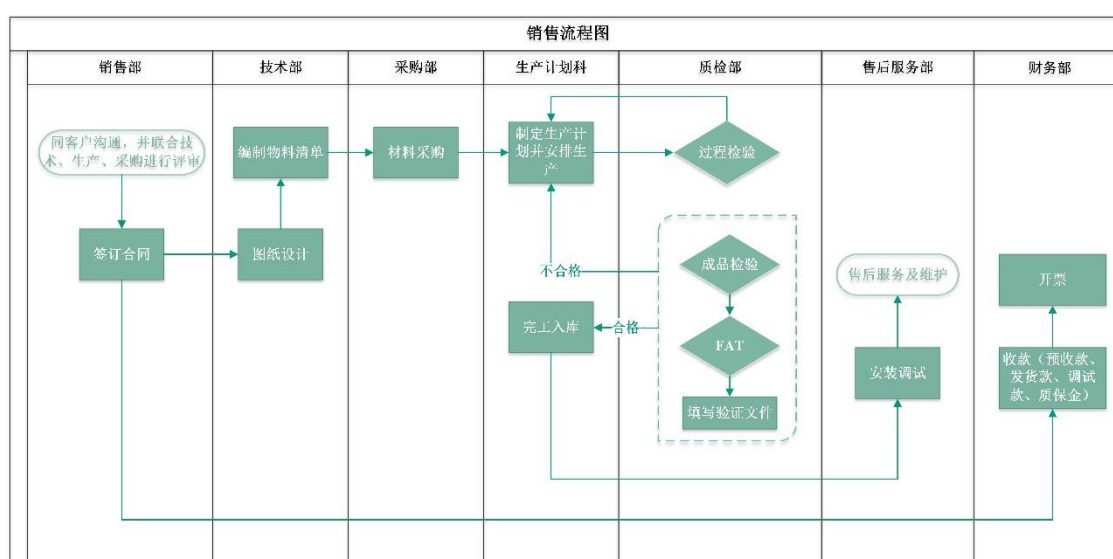 销售流程图
销售部
技术部
采购部
生产计划科
质检部
售后服务部
财务部
同客户沟通，并联合技
术、生产、采购进行评审
编制物料清单
材料采购
制定生产计
划并安排生
产
过程检验
签订合同
图纸设计
不合格
成品检验
售后服务及维护
开票
完工入库
合格
FAT
安装调试
收款（预收款、
发货款、调试
款、质保金）
填写验证文件